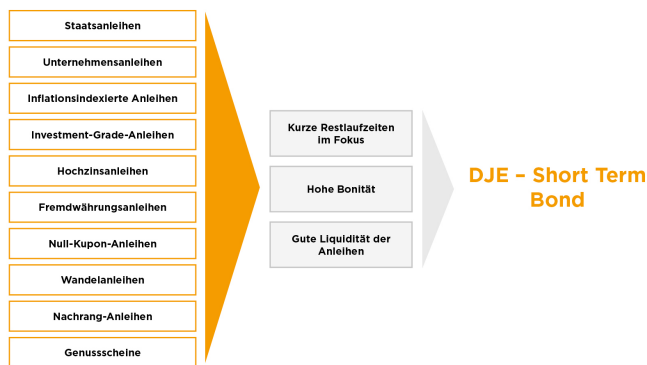 Staatsanleihen
Unternehmensanleihen
Inflationsindexierte Anleihen
Investment-Grade-Anleihen
Hochzinsanleihen
Fremdwährungsanleihen
Null-Kupon-Anleihen
Wandelanleihen
Nachrang-Anleihen
Genussscheine
Kurze Restlaufzeiten
im Fokus
Hohe Bonität
Gute Liquidität der
Anleihen
DJE – Short Term
Bond